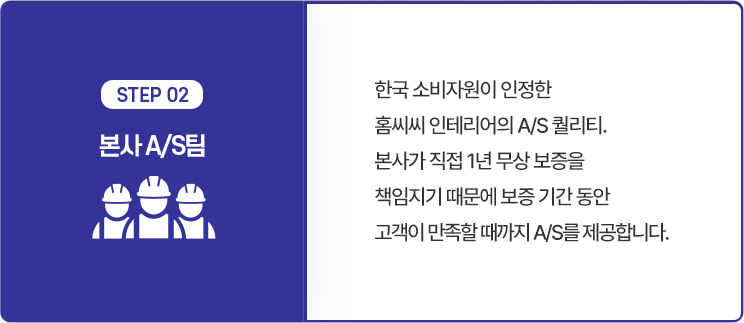 STEP 02
본사 A/S팀
한국 소비자원이 인정한
홈씨씨 인테리어의 A/S 퀄리티.
본사가 직접 1년 무상 보증을
책임지기 때문에 보증 기간 동안
고객이 만족할 때까지 A/S를 제공합니다.